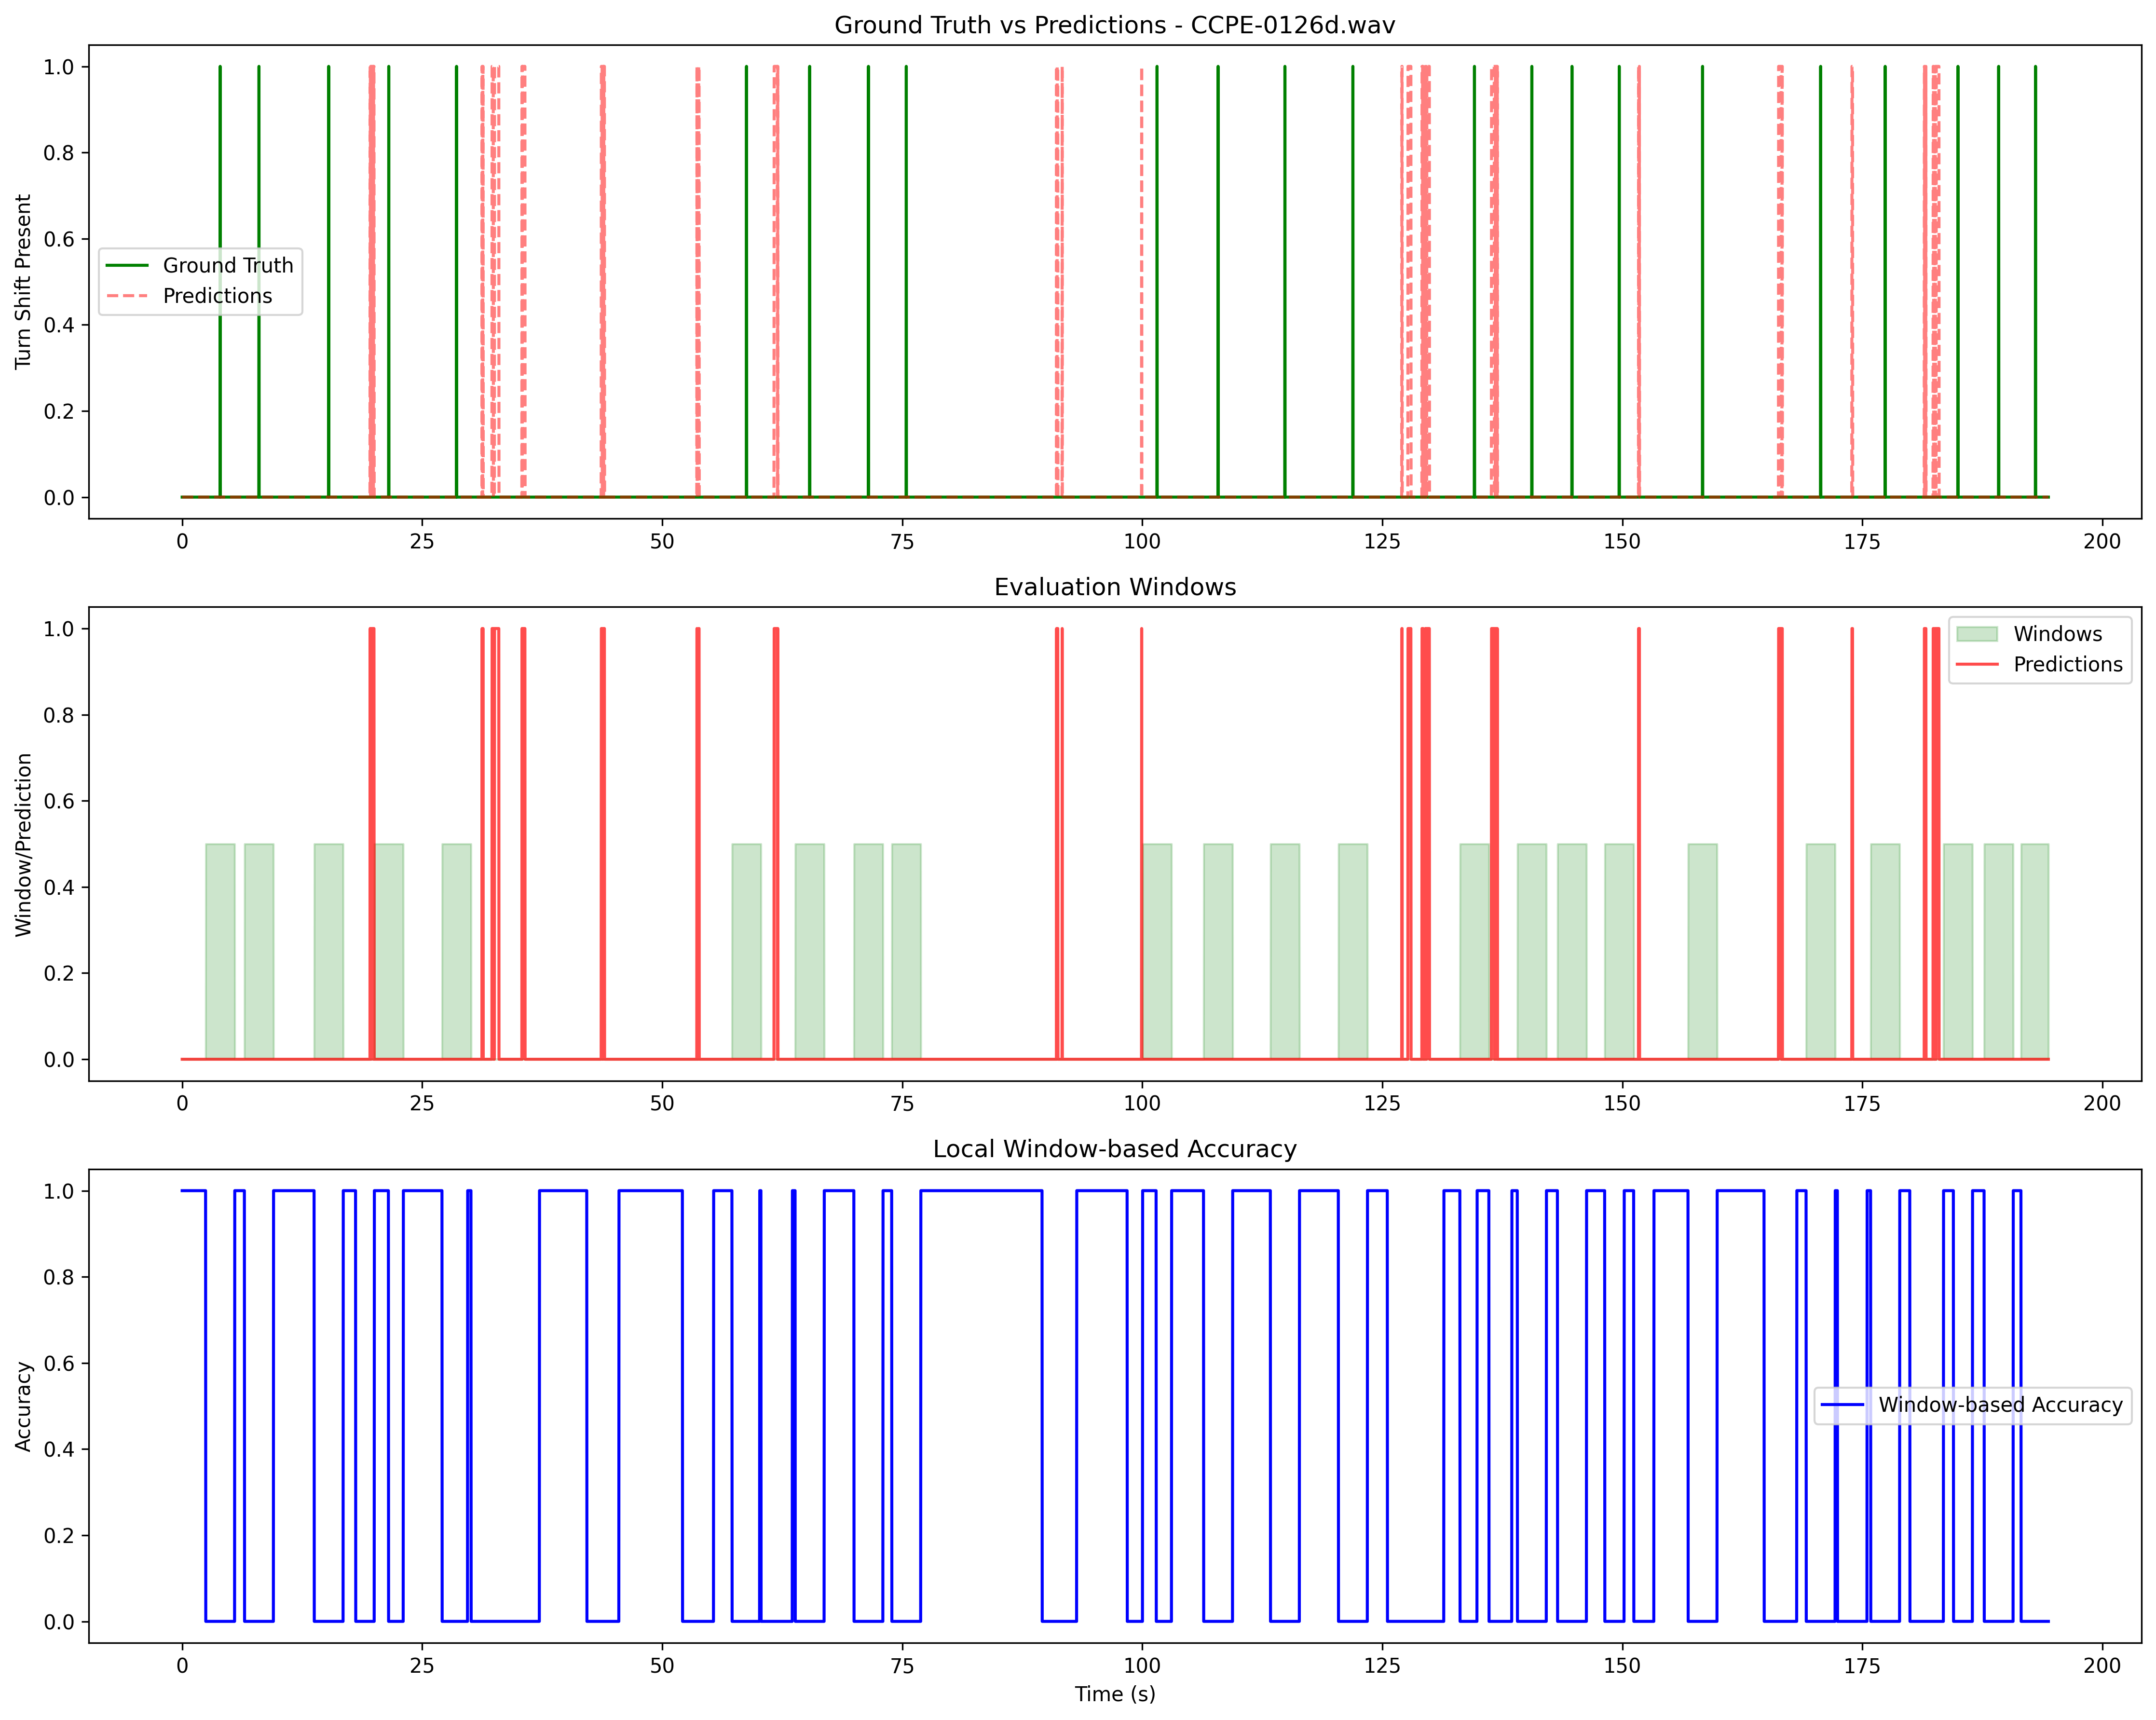 Ground Truth vs Predictions - CCPE-0126d.wav
Turn Shift Present
1.0
0.8
0.6
0.4
0.2
0.0
Ground Truth
Predictions
0 25 50 75 100 125 150 175 200
Evaluation Windows
Window/Prediction
1.0
0.8
0.6
0.4
0.2
0.0
Windows
Predictions
0 25 50 75 100 125 150 175 200
Local Window-based Accuracy
Accuracy
1.0
0.8
0.6
0.4
0.2
0.0
Window-based Accuracy
0 25 50 75 100 125 150 175 200
Time (s)